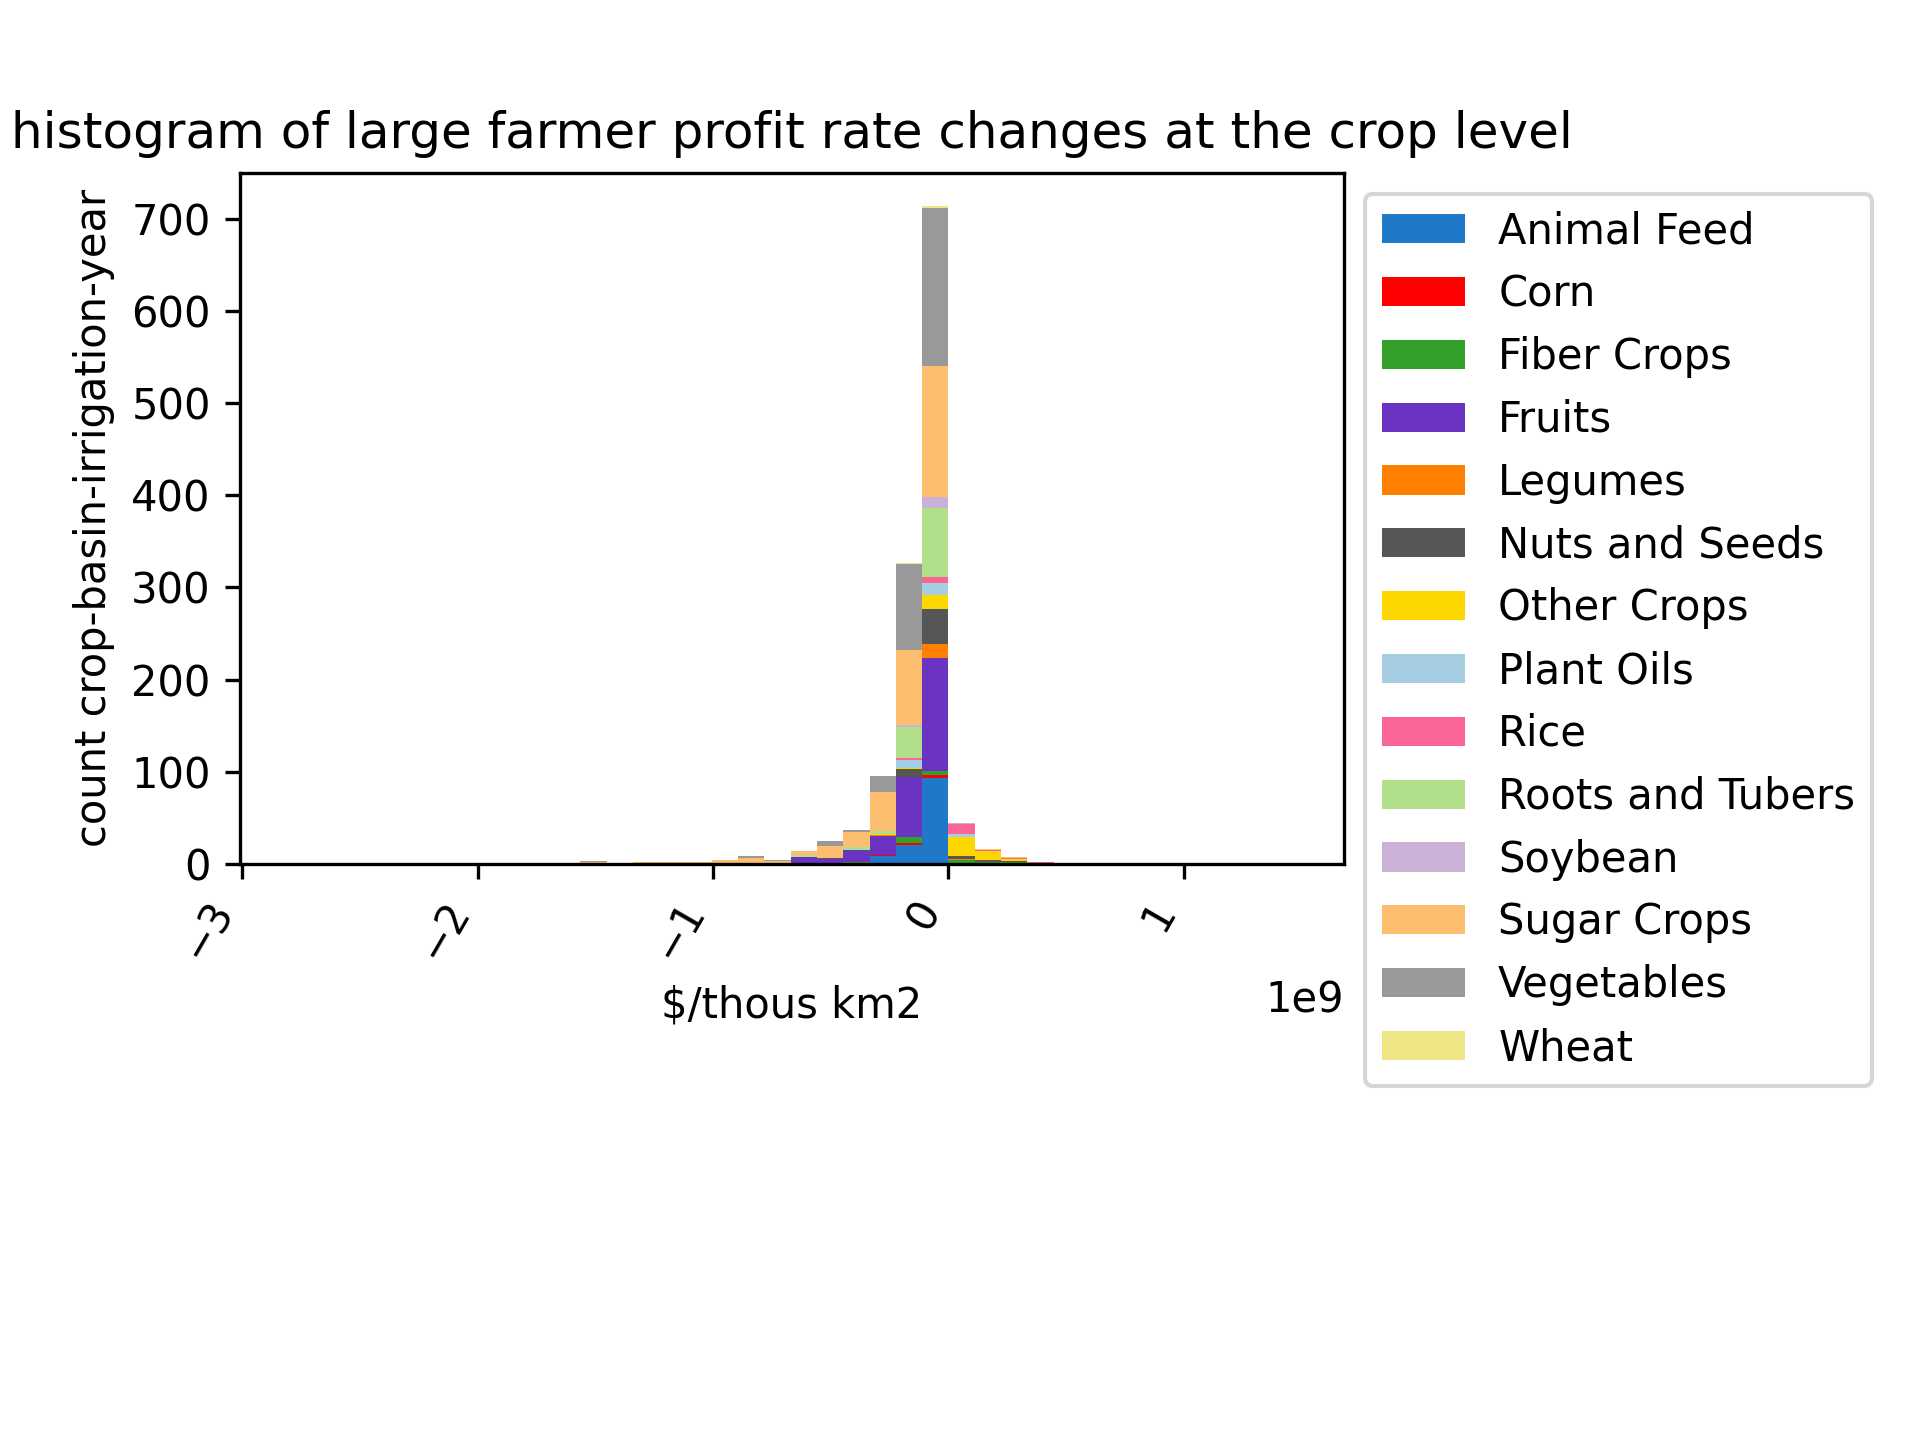 histogram of large farmer profit rate changes at the crop level
count crop-basin-irrigation-year
700
600
500
400
300
200
100
0
−3
−2
−1
0
1
1e9
$/thous km2
Animal Feed
Corn
Fiber Crops
Fruits
Legumes
Nuts and Seeds
Other Crops
Plant Oils
Rice
Roots and Tubers
Soybean
Sugar Crops
Vegetables
Wheat